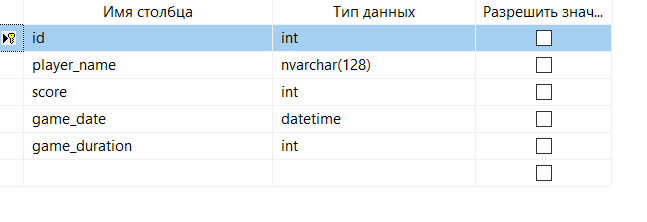 Имя столбца Тип данных Разрешить знач...
id int
player_name nvarchar(128)
score int
game_date datetime
game_duration int